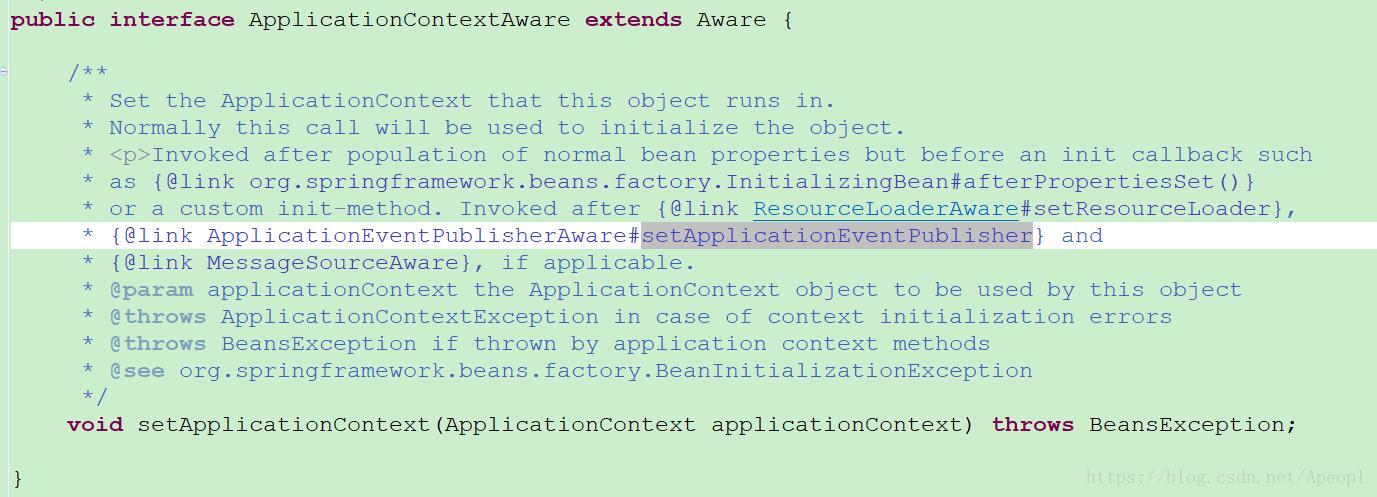 public interface ApplicationContextAware extends Aware {
/**
* Set the ApplicationContext that this object runs in.
* Normally this call will be used to initialize the object.
* <p>Invoked after population of normal bean properties but before an init callback such
* as {@link org.springframework.beans.factory.InitializingBean#afterPropertiesSet()}
* or a custom init-method. Invoked after {@link ResourceLoaderAware#setResourceLoader},
* {@link ApplicationEventPublisherAware#setApplicationEventPublisher} and
* {@link MessageSourceAware}, if applicable.
* @param applicationContext the ApplicationContext object to be used by this object
* @throws ApplicationContextException in case of context initialization errors
* @throws BeansException if thrown by application context methods
* @see org.springframework.beans.factory.BeanInitializationException
*/
void setApplicationContext(ApplicationContext applicationContext) throws BeansException;
}
https://blog.csdn.net/Apeopl